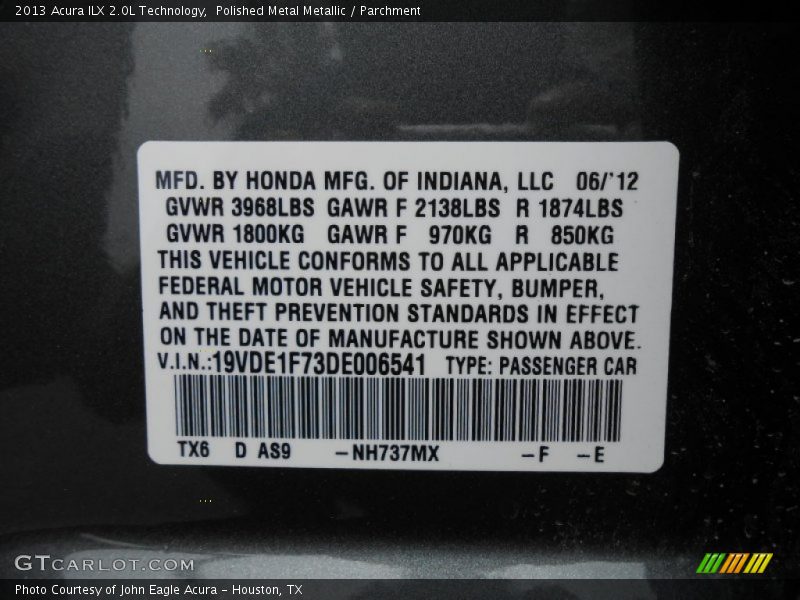 2013 Acura ILX 2.0L Technology,  Polished Metal Metallic / Parchment
MFD. BY HONDA MFG. OF INDIANA, LLC 06/'12
GVWR 3968LBS GAWR F 2138LBS R 1874LBS
GVWR 1800KG GAWR F 970KG R 850KG
THIS VEHICLE CONFORMS TO ALL APPLICABLE
FEDERAL MOTOR VEHICLE SAFETY, BUMPER,
AND THEFT PREVENTION STANDARDS IN EFFECT
ON THE DATE OF MANUFACTURE SHOWN ABOVE.
V.I.N.:19VDE1F73DE006541 TYPE: PASSENGER CAR
TX6 D AS9 -NH737MX -F -E
GTCARLOT.COM
Photo Courtesy of John Eagle Acura - Houston, TX